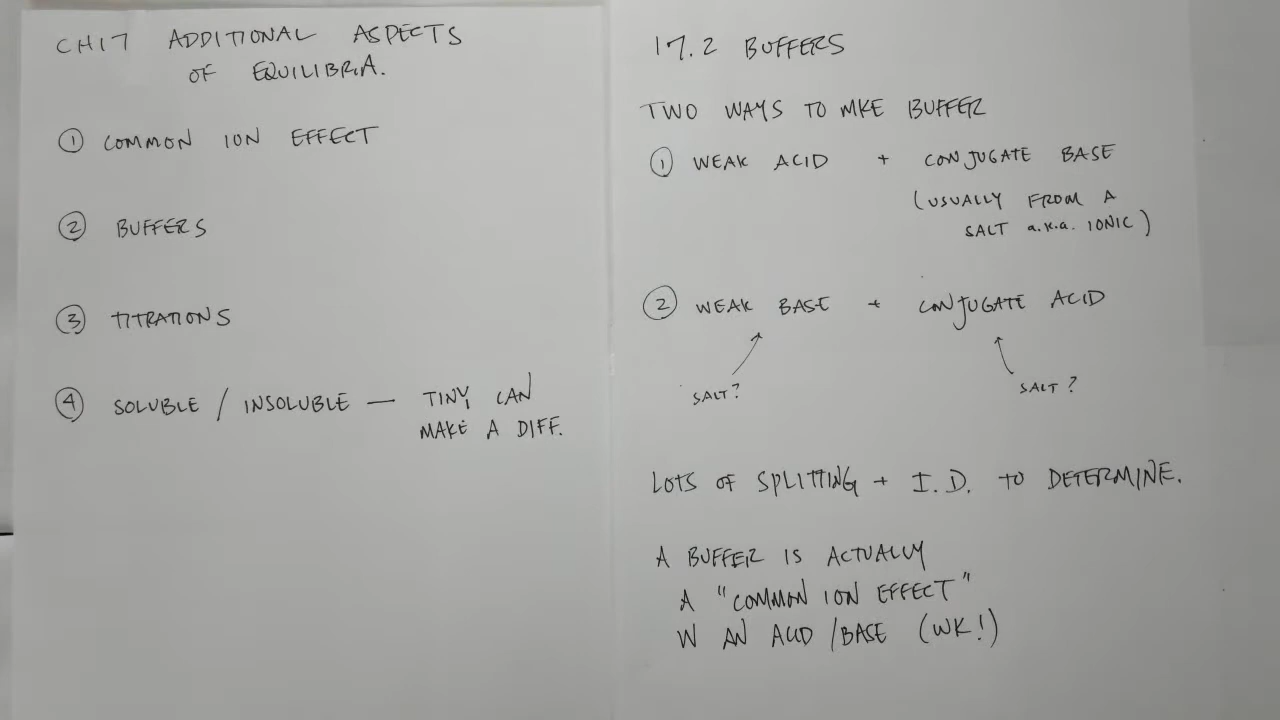 CH17 ADDITIONAL ASPECTS
OF EQUILIBRIA.
① COMMON ION EFFECT
② BUFFERS
③ TITRATIONS
④ SOLUBLE / INSOLUBLE — TINY CAN
MAKE A DIFF.
17.2 BUFFERS
TWO WAYS TO MKE BUFFER
① WEAK ACID + CONJUGATE BASE
(USUALLY FROM A
SALT a.k.a. IONIC)
② WEAK BASE + CONJUGATE ACID
SALT? SALT?
LOTS OF SPLITTING + I.D. TO DETERMINE.
A BUFFER IS ACTUALLY
A "COMMON ION EFFECT"
W AN ACID/BASE (WK!)